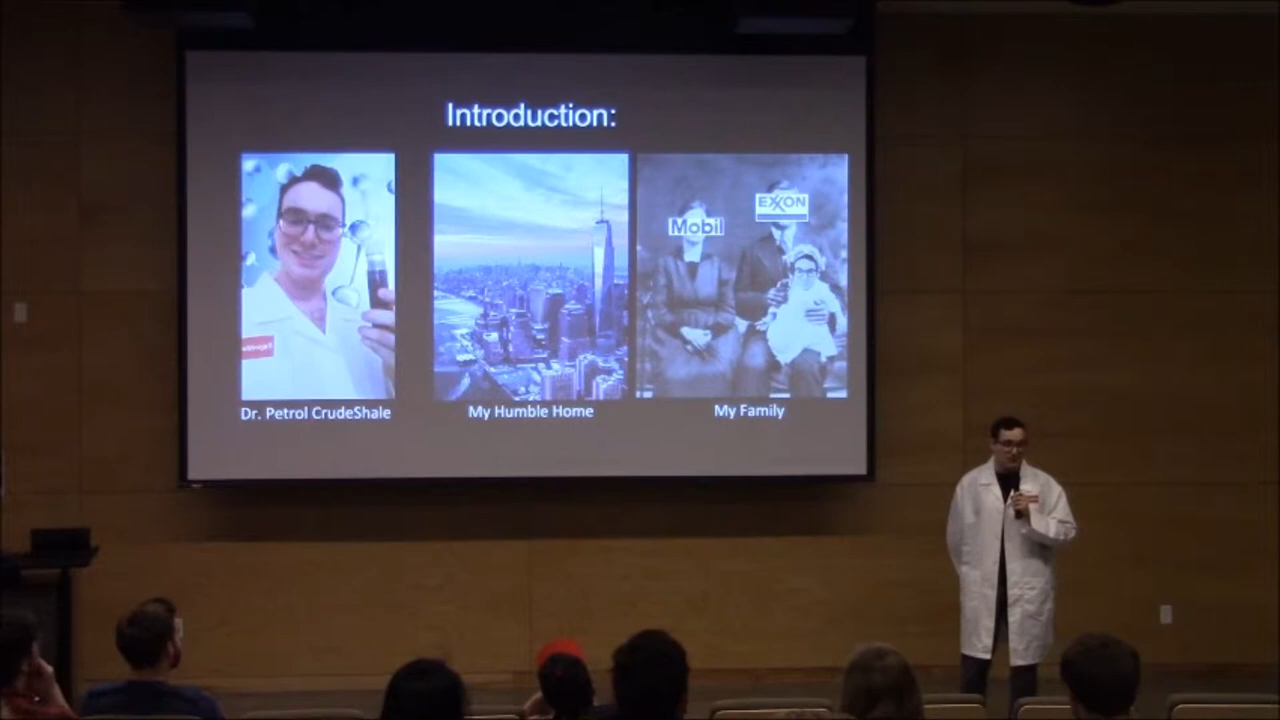 Introduction:
Mobil
EXXON
Dr. Petrol CrudeShale
My Humble Home
My Family